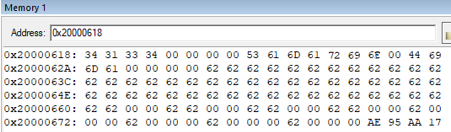 Memory 1
Address: 0x20000618
0x20000618: 34 31 33 34 00 00 00 00 53 61 6D 61 72 69 6E 00 44 69
0x2000062A: 6D 61 00 00 00 00 62 62 62 62 62 62 62 62 62 62 62 62
0x2000063C: 62 62 62 62 62 62 62 62 62 62 62 62 62 62 62 62 62 62
0x2000064E: 62 62 62 62 62 62 62 62 62 62 62 62 62 62 62 62 62 62
0x20000660: 62 62 00 00 62 62 00 62 00 00 62 00 62 62 00 00 62 00
0x20000672: 00 00 62 00 00 00 62 00 00 00 62 00 00 00 AE 95 AA 17